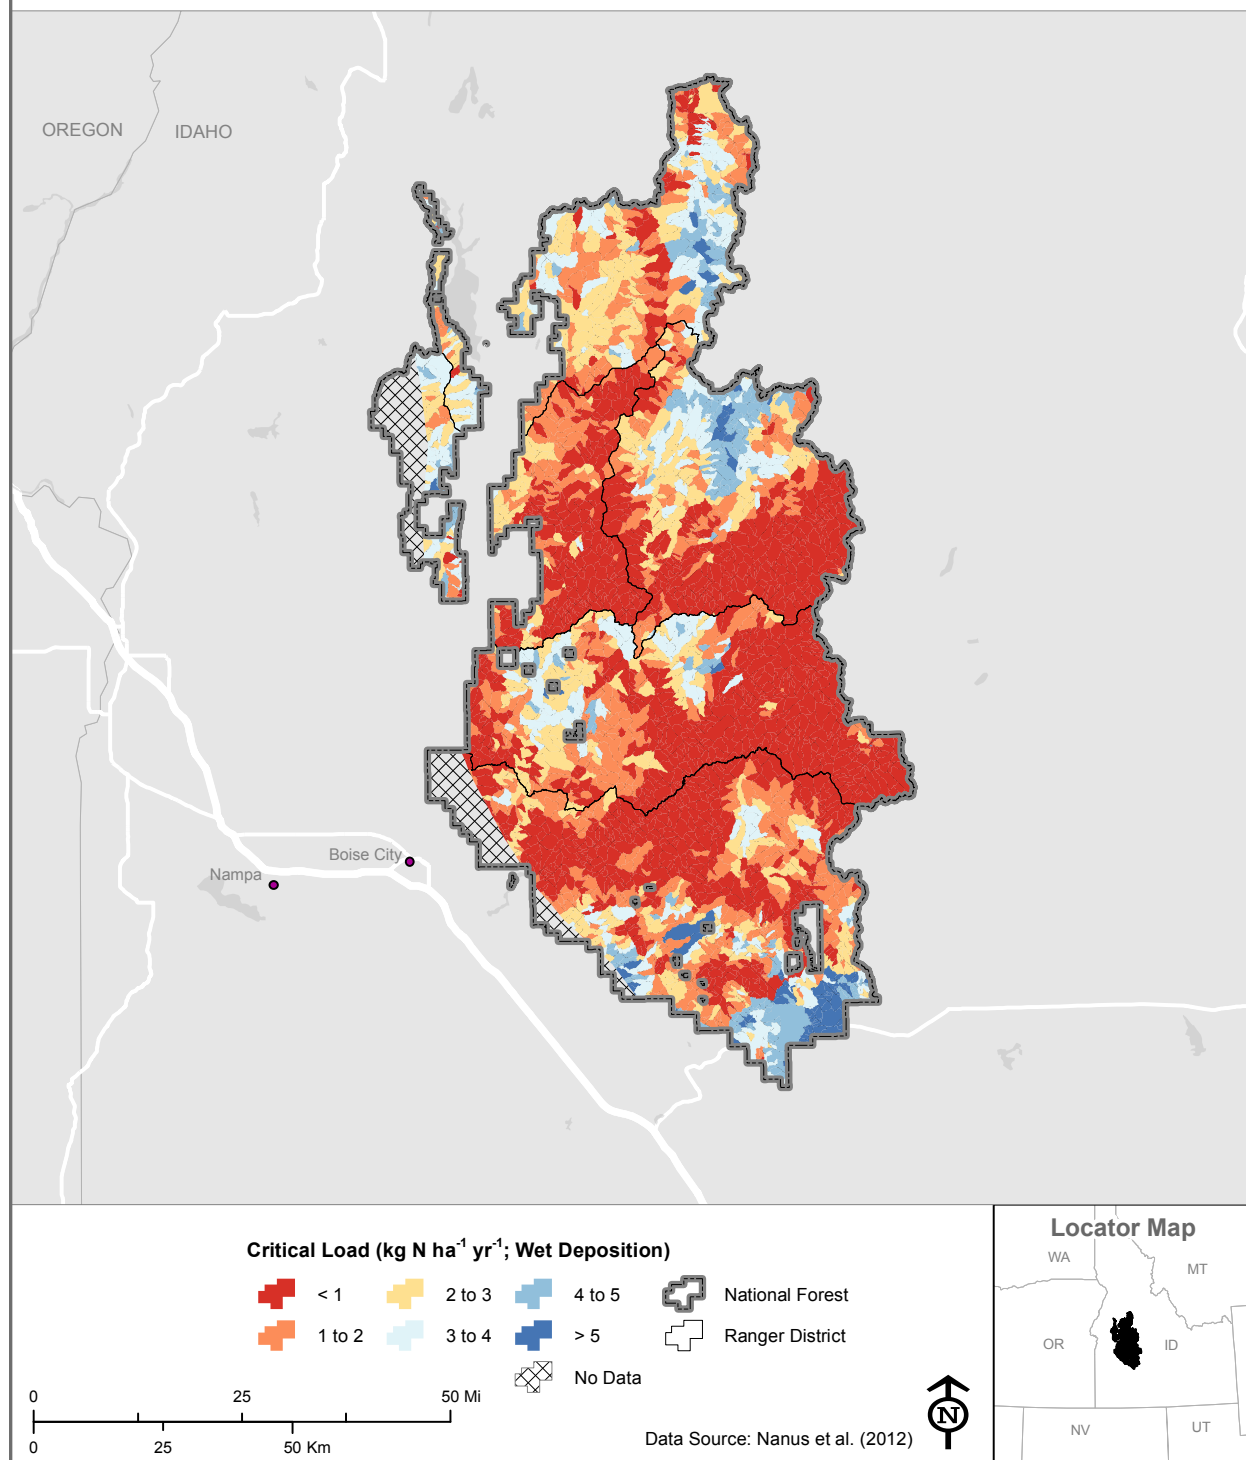 OREGON
IDAHO
Boise City
Nampa
Critical Load (kg N ha⁻¹ yr⁻¹; Wet Deposition)
< 1
2 to 3
4 to 5
National Forest
1 to 2
3 to 4
> 5
Ranger District
No Data
0 25 50 Mi
0 25 50 Km
Data Source: Nanus et al. (2012)
N
Locator Map
WA
MT
OR
ID
NV
UT